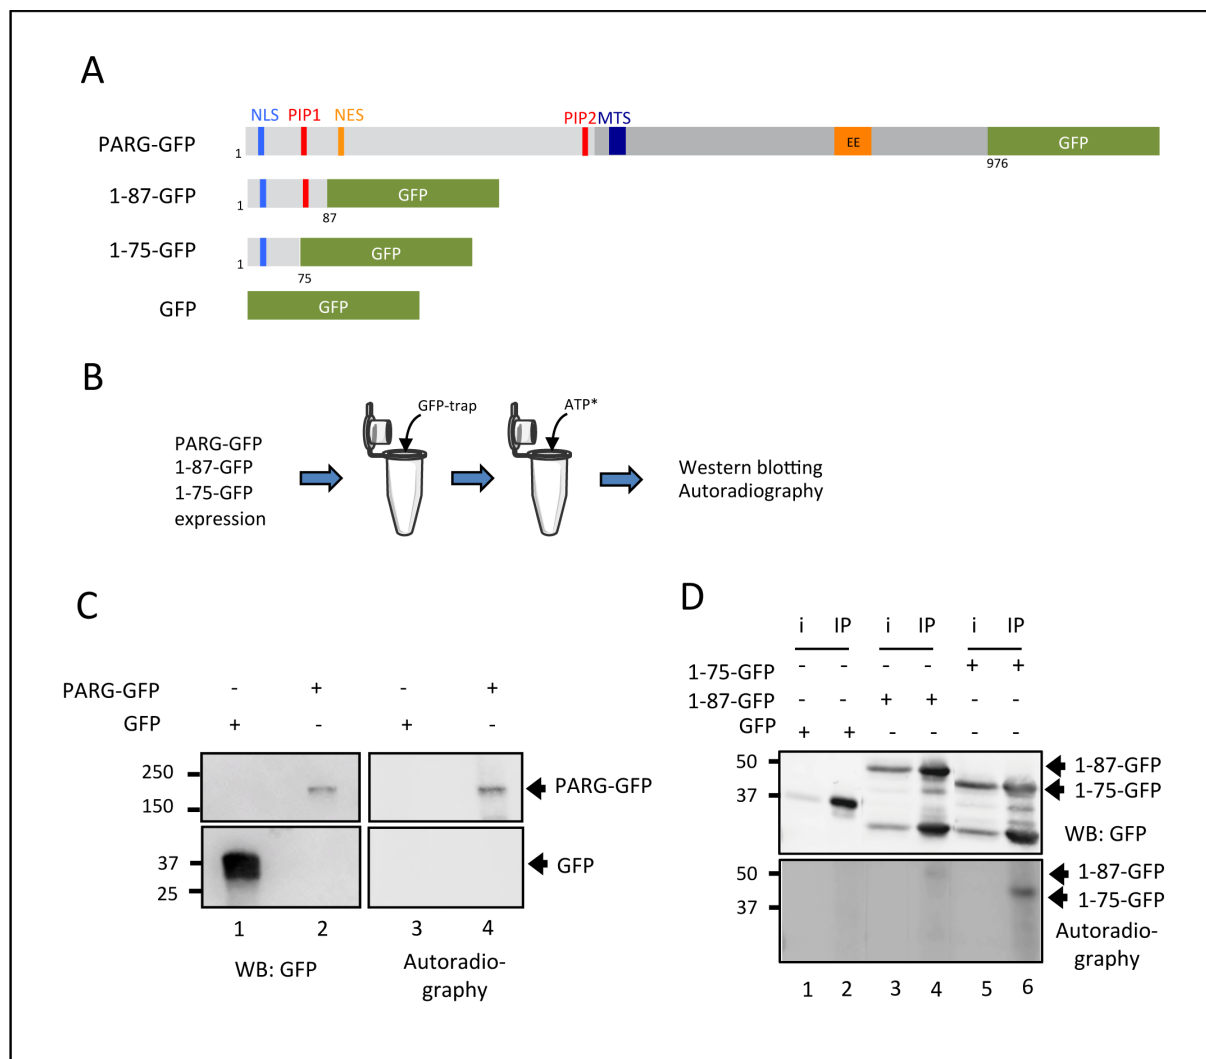 A
NLS PIP1 NES PIP2 MTS
PARG-GFP 1 EE GFP
976
1-87-GFP 1 GFP
87
1-75-GFP 1 GFP
75
GFP GFP
B
GFP-trap ATP*
PARG-GFP
1-87-GFP
1-75-GFP
expression
Western blotting
Autoradiography
C
PARG-GFP - + - +
GFP + - + -
250
150
PARG-GFP
37
25
GFP
1 2 3 4
WB: GFP
Autoradio-
graphy
D
i IP i IP i IP
1-75-GFP - - - - + +
1-87-GFP - - + + - -
GFP + + - - - -
50 1-87-GFP
37 1-75-GFP
WB: GFP
50 1-87-GFP
37 1-75-GFP
Autoradio-
graphy
1 2 3 4 5 6